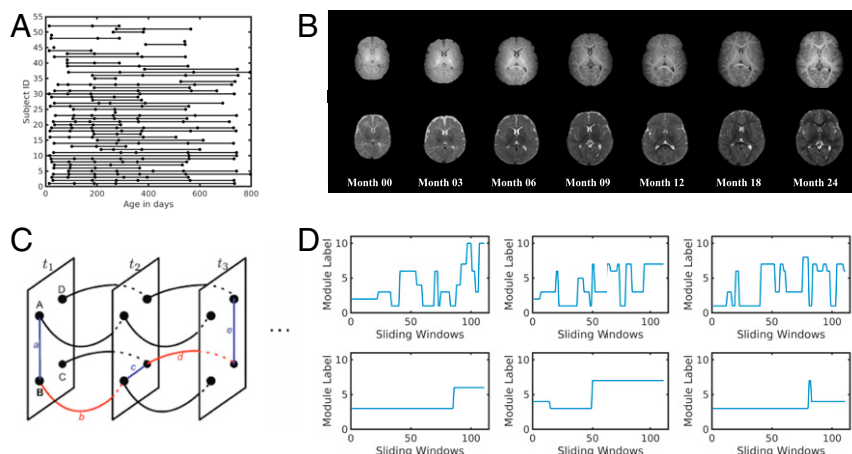 A
B
C
D
55
50
45
40
35
30
25
20
15
10
5
0
Subject ID
0
200
400
600
800
Age in days
Month 00
Month 03
Month 06
Month 09
Month 12
Month 18
Month 24
t1
t2
t3
D
A
a
C
B
b
c
d
e
...
10
5
0
Module Label
0
50
100
Sliding Windows
10
5
0
Module Label
0
50
100
Sliding Windows
10
5
0
Module Label
0
50
100
Sliding Windows
10
5
0
Module Label
0
50
100
Sliding Windows
10
5
0
Module Label
0
50
100
Sliding Windows
10
5
0
Module Label
0
50
100
Sliding Windows